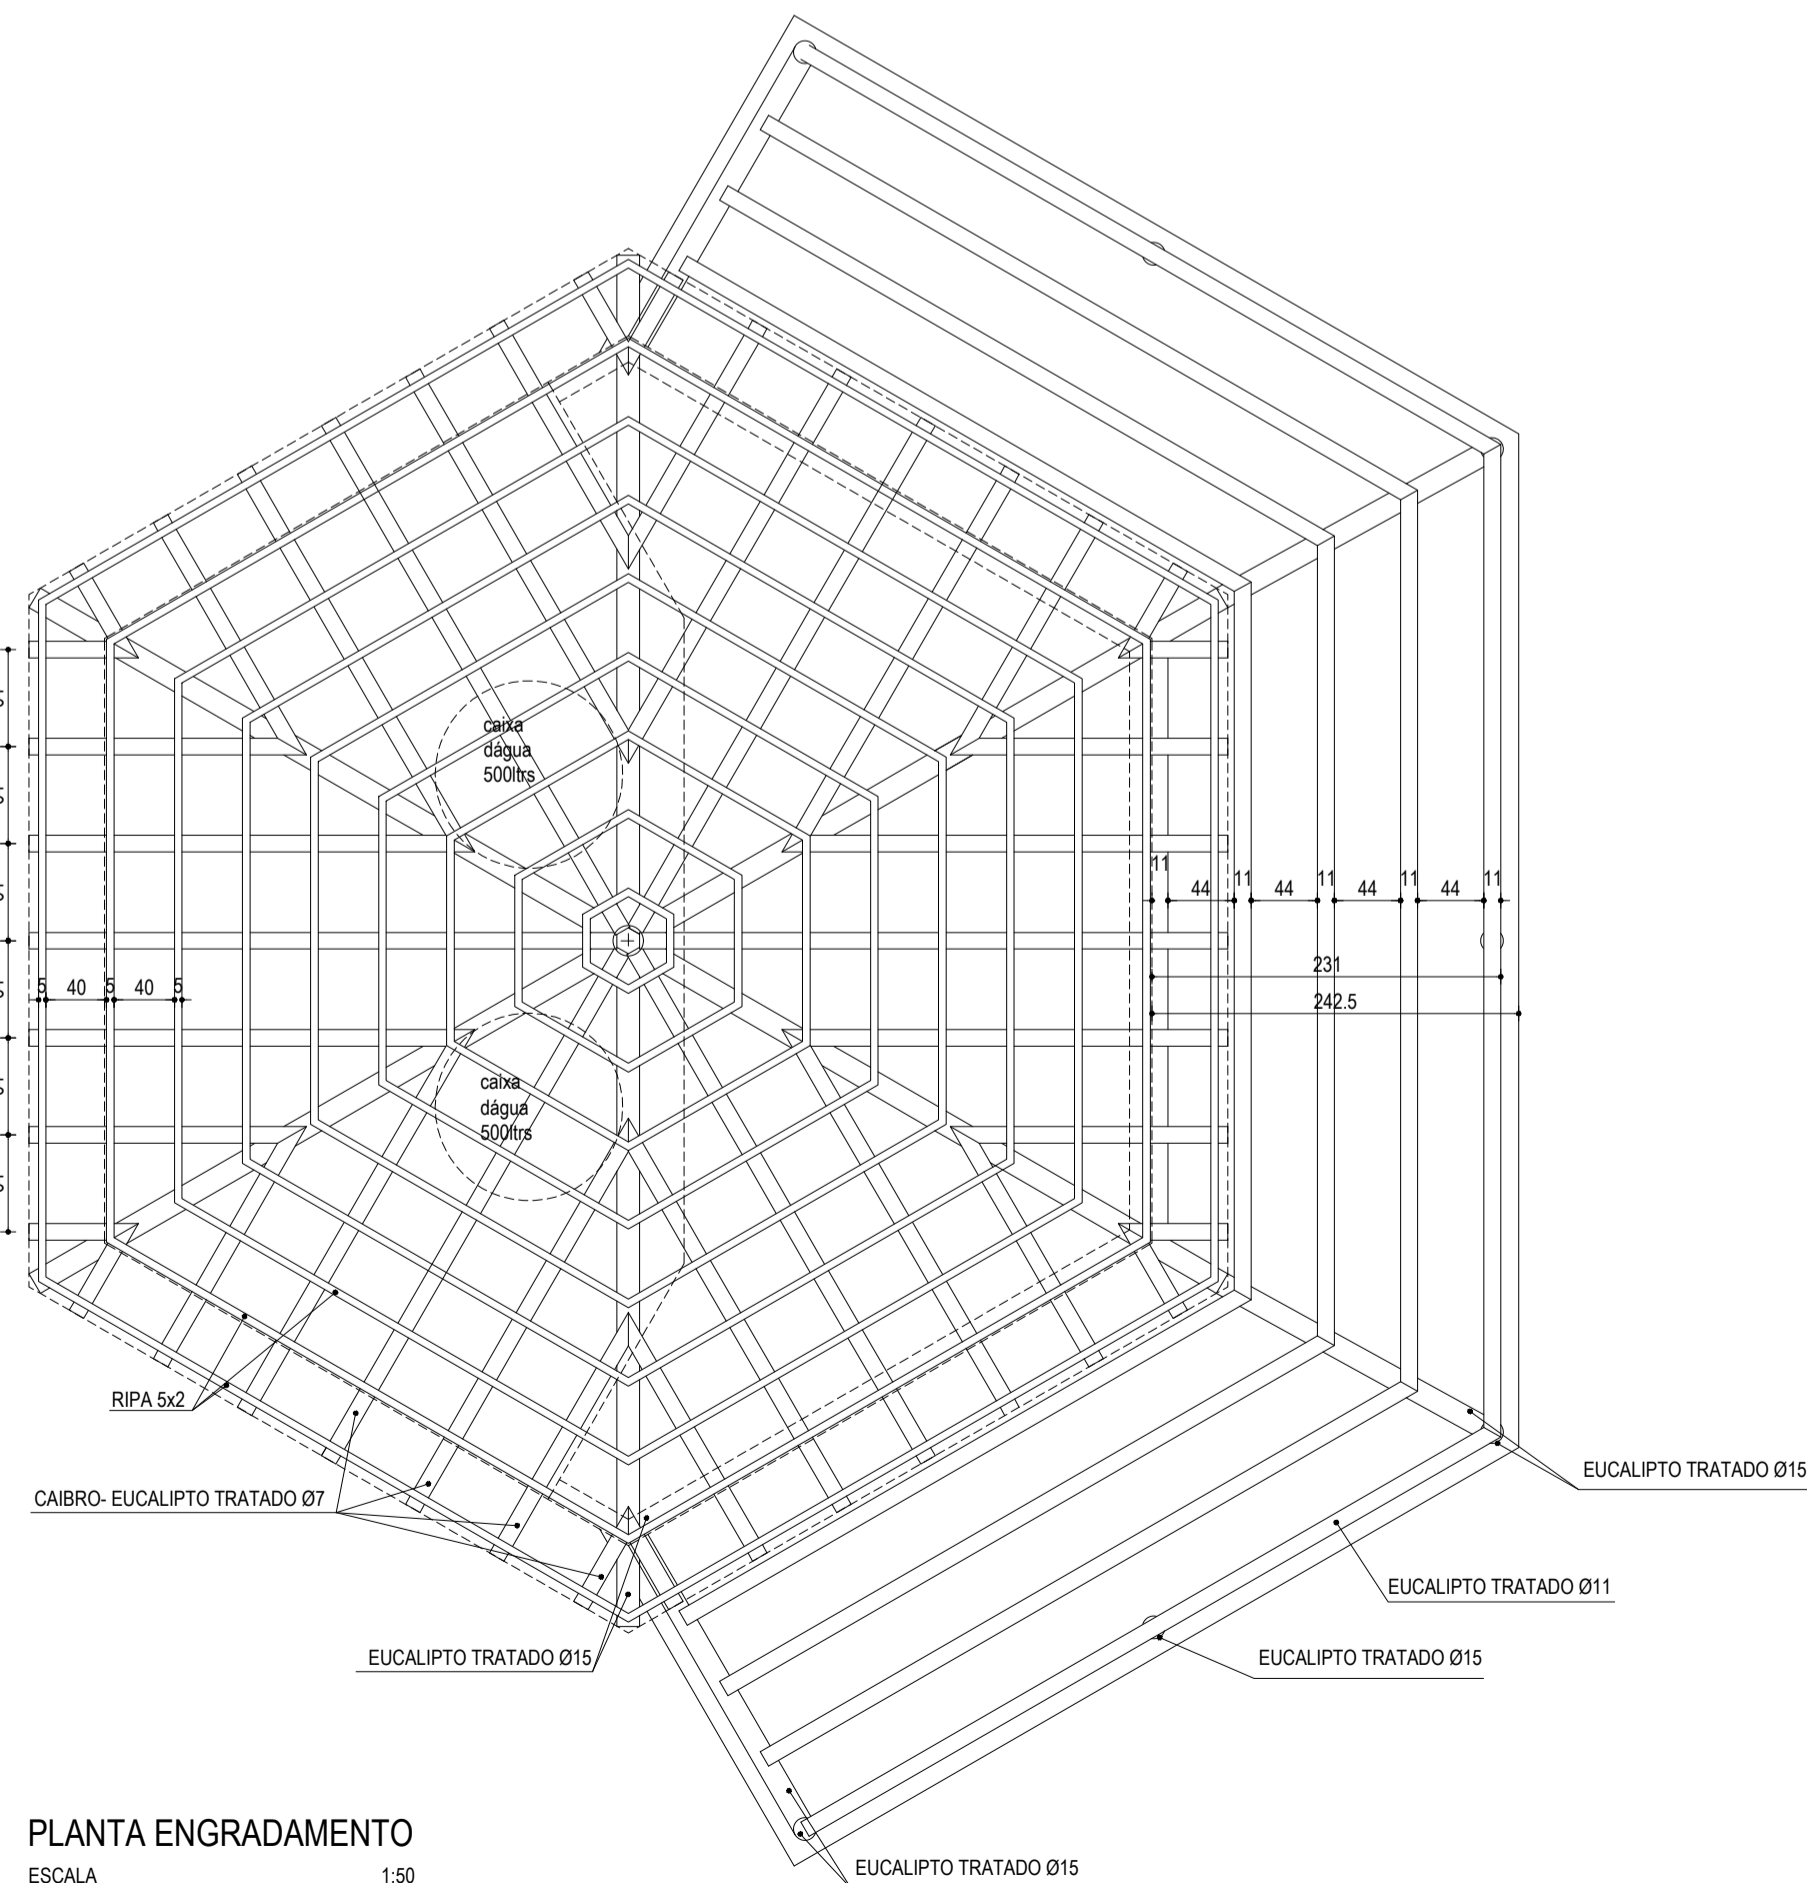 caixa
dágua
500ltrs
11
44
11
44
11
44
11
44
11
231
242.5
5
40
5
40
5
caixa
dágua
500ltrs
RIPA 5x2
CAIBRO- EUCALIPTO TRATADO Ø7
EUCALIPTO TRATADO Ø15
EUCALIPTO TRATADO Ø11
EUCALIPTO TRATADO Ø15
EUCALIPTO TRATADO Ø15
EUCALIPTO TRATADO Ø15
PLANTA ENGRADAMENTO
ESCALA 1:50